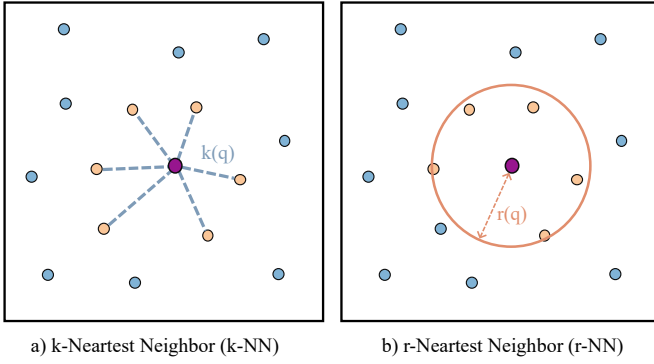 k(q)
r(q)
a) k-Neartest Neighbor (k-NN)
b) r-Neartest Neighbor (r-NN)